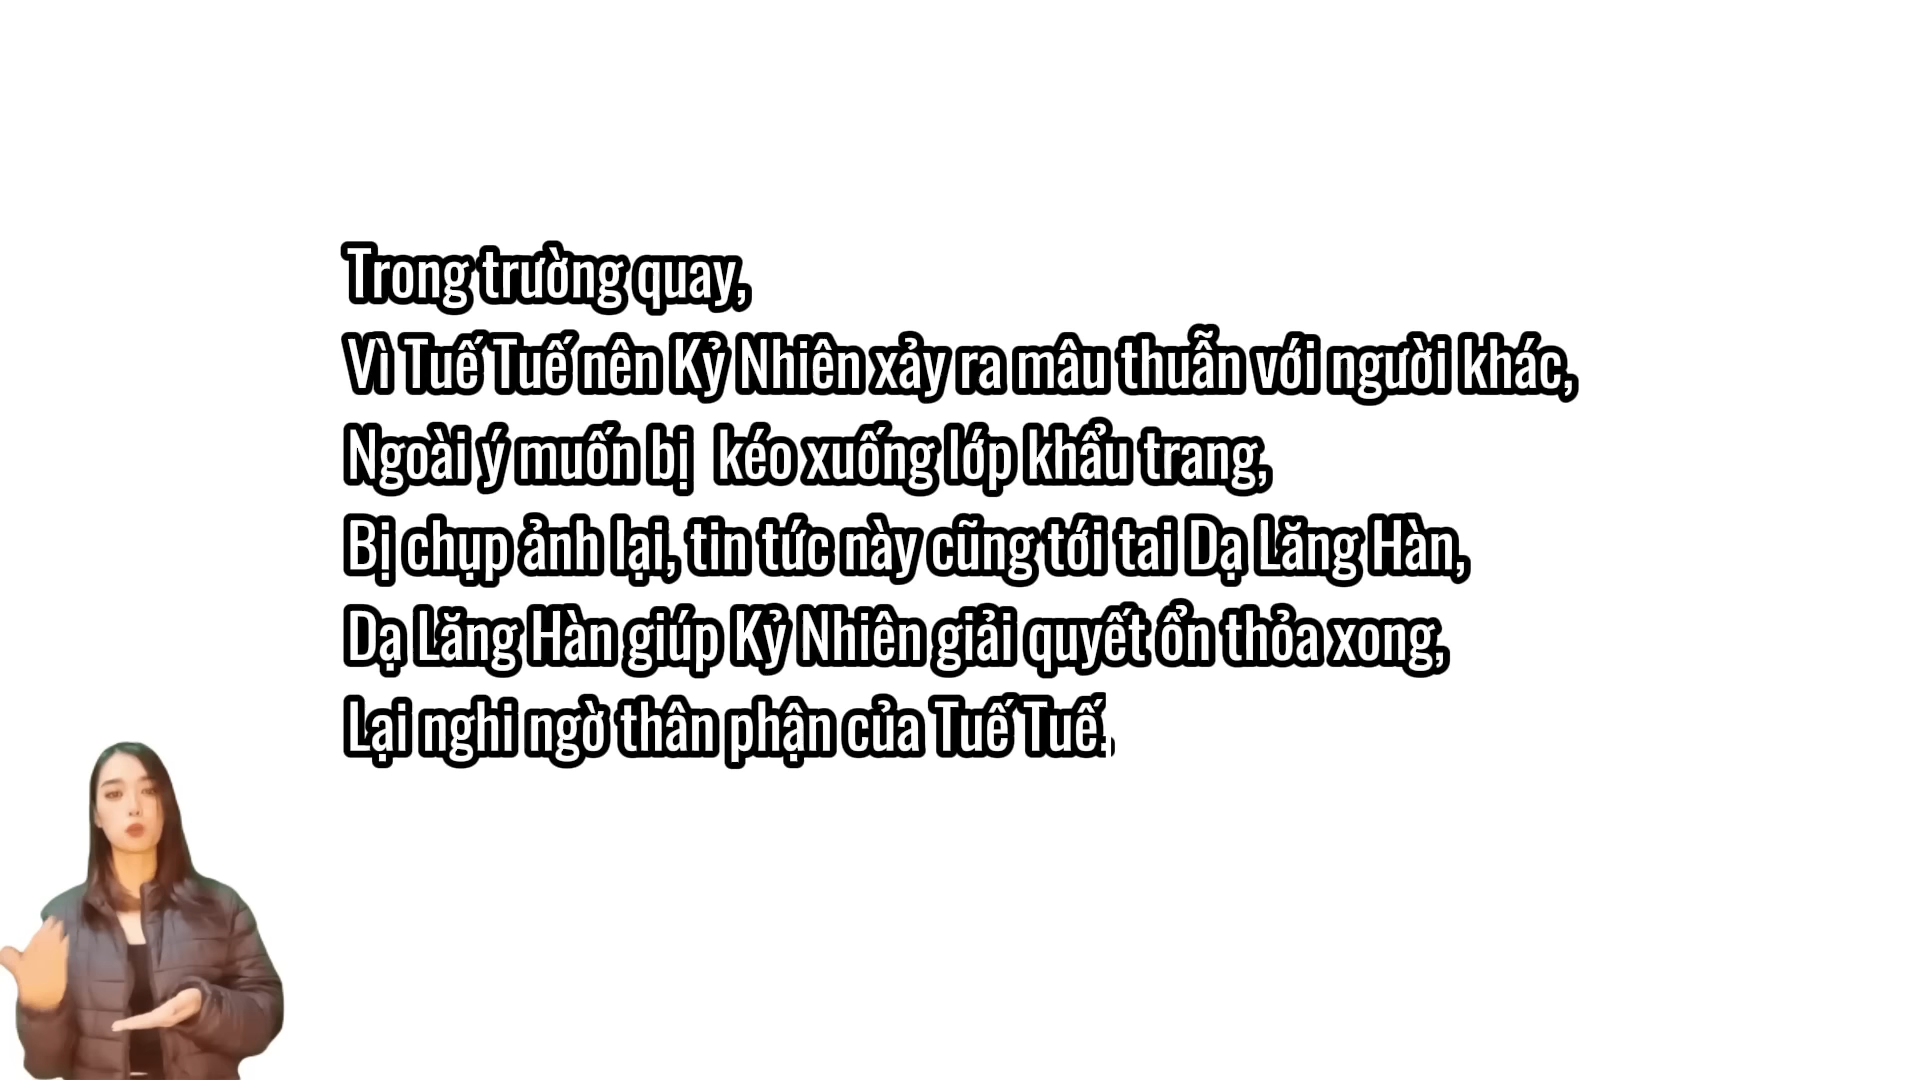 Trong trường quay,
Vì Tuế Tuế nên Kỷ Nhiên xảy ra mâu thuẫn với người khác,
Ngoài ý muốn bị  kéo xuống lớp khẩu trang,
Bị chụp ảnh lại, tin tức này cũng tới tai Dạ Lăng Hàn,
Dạ Lăng Hàn giúp Kỷ Nhiên giải quyết ổn thỏa xong,
Lại nghi ngờ thân phận của Tuế Tuế.